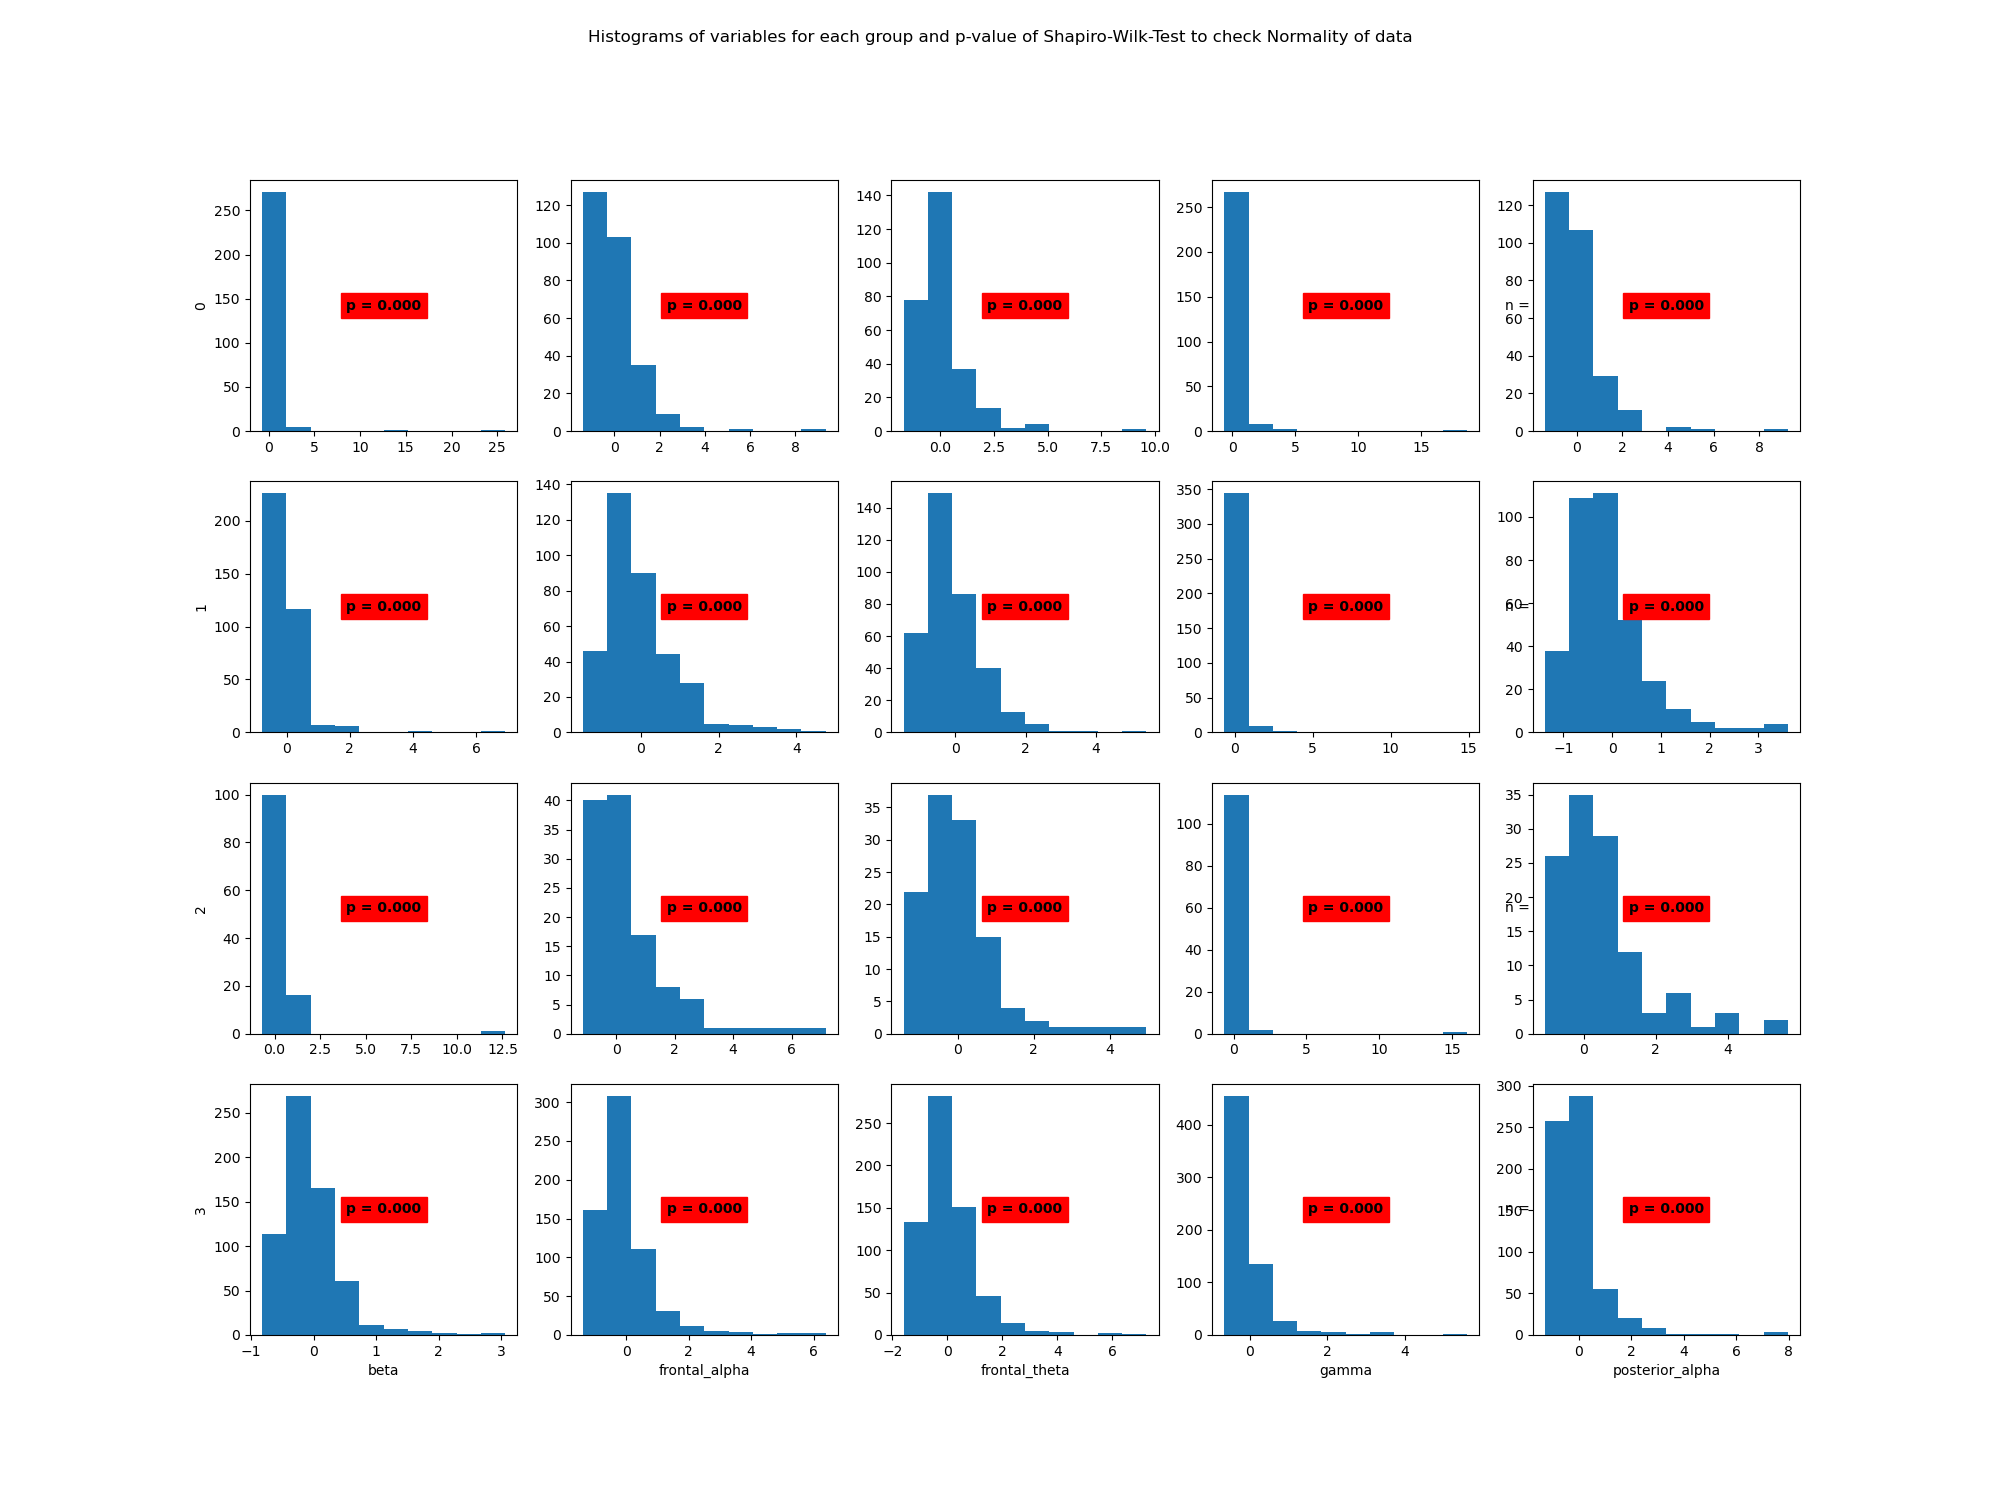 Histograms of variables for each group and p-value of Shapiro-Wilk-Test to check Normality of data
250
200
150
100
50
0
0
p = 0.000
0 5 10 15 20 25
120
100
80
60
40
20
0
p = 0.000
0 2 4 6 8
140
120
100
80
60
40
20
0
p = 0.000
0.0 2.5 5.0 7.5 10.0
250
200
150
100
50
0
p = 0.000
0 5 10 15
120
100
80
60
40
20
0
n =
p = 0.000
0 2 4 6 8
200
150
100
50
0
1
p = 0.000
0 2 4 6
140
120
100
80
60
40
20
0
p = 0.000
0 2 4
140
120
100
80
60
40
20
0
p = 0.000
0 2 4
350
300
250
200
150
100
50
0
p = 0.000
0 5 10 15
100
80
60
40
20
0
n =
p = 0.000
−1 0 1 2 3
100
80
60
40
20
0
2
p = 0.000
0.0 2.5 5.0 7.5 10.0 12.5
40
35
30
25
20
15
10
5
0
p = 0.000
0 2 4 6
35
30
25
20
15
10
5
0
p = 0.000
0 2 4
100
80
60
40
20
0
p = 0.000
0 5 10 15
35
30
25
20
15
10
5
0
n =
p = 0.000
0 2 4
250
200
150
100
50
0
3
p = 0.000
−1 0 1 2 3
beta
300
250
200
150
100
50
0
p = 0.000
0 2 4 6
frontal_alpha
250
200
150
100
50
0
p = 0.000
−2 0 2 4 6
frontal_theta
400
300
200
100
0
p = 0.000
0 2 4
gamma
300
250
200
150
100
50
0
n =
p = 0.000
0 2 4 6 8
posterior_alpha